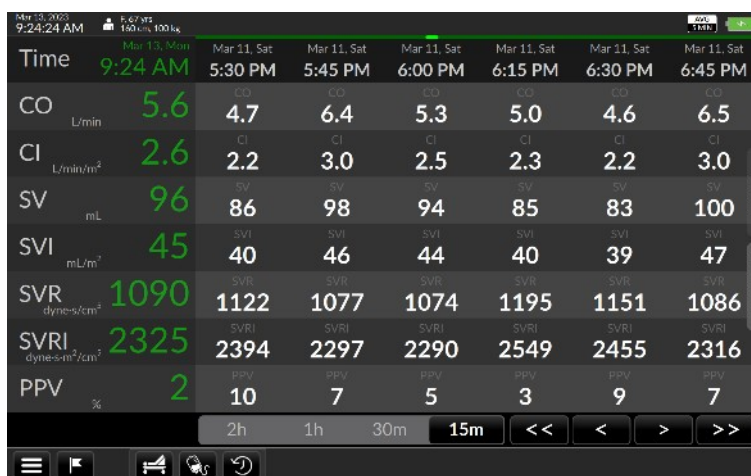 Mar 13, 2023
9:24:24 AM
F, 67 yrs
160 cm, 100 kg
AVG
5 MIN
Time Mar 13, Mon 9:24 AM Mar 11, Sat 5:30 PM Mar 11, Sat 5:45 PM Mar 11, Sat 6:00 PM Mar 11, Sat 6:15 PM Mar 11, Sat 6:30 PM Mar 11, Sat 6:45 PM
CO CO CO CO CO CO
CO L/min 5.6 4.7 6.4 5.3 5.0 4.6 6.5
CI CI CI CI CI CI
CI L/min/m² 2.6 2.2 3.0 2.5 2.3 2.2 3.0
SV SV SV SV SV SV
SV mL 96 86 98 94 85 83 100
SVI SVI SVI SVI SVI SVI
SVI mL/m² 45 40 46 44 40 39 47
SVR SVR SVR SVR SVR SVR
SVR dyne·s/cm⁵ 1090 1122 1077 1074 1195 1151 1086
SVRI SVRI SVRI SVRI SVRI SVRI
SVRI dyne·s·m²/cm⁵ 2325 2394 2297 2290 2549 2455 2316
PPV PPV PPV PPV PPV PPV
PPV % 2 10 7 5 3 9 7
2h 1h 30m 15m << < > >>